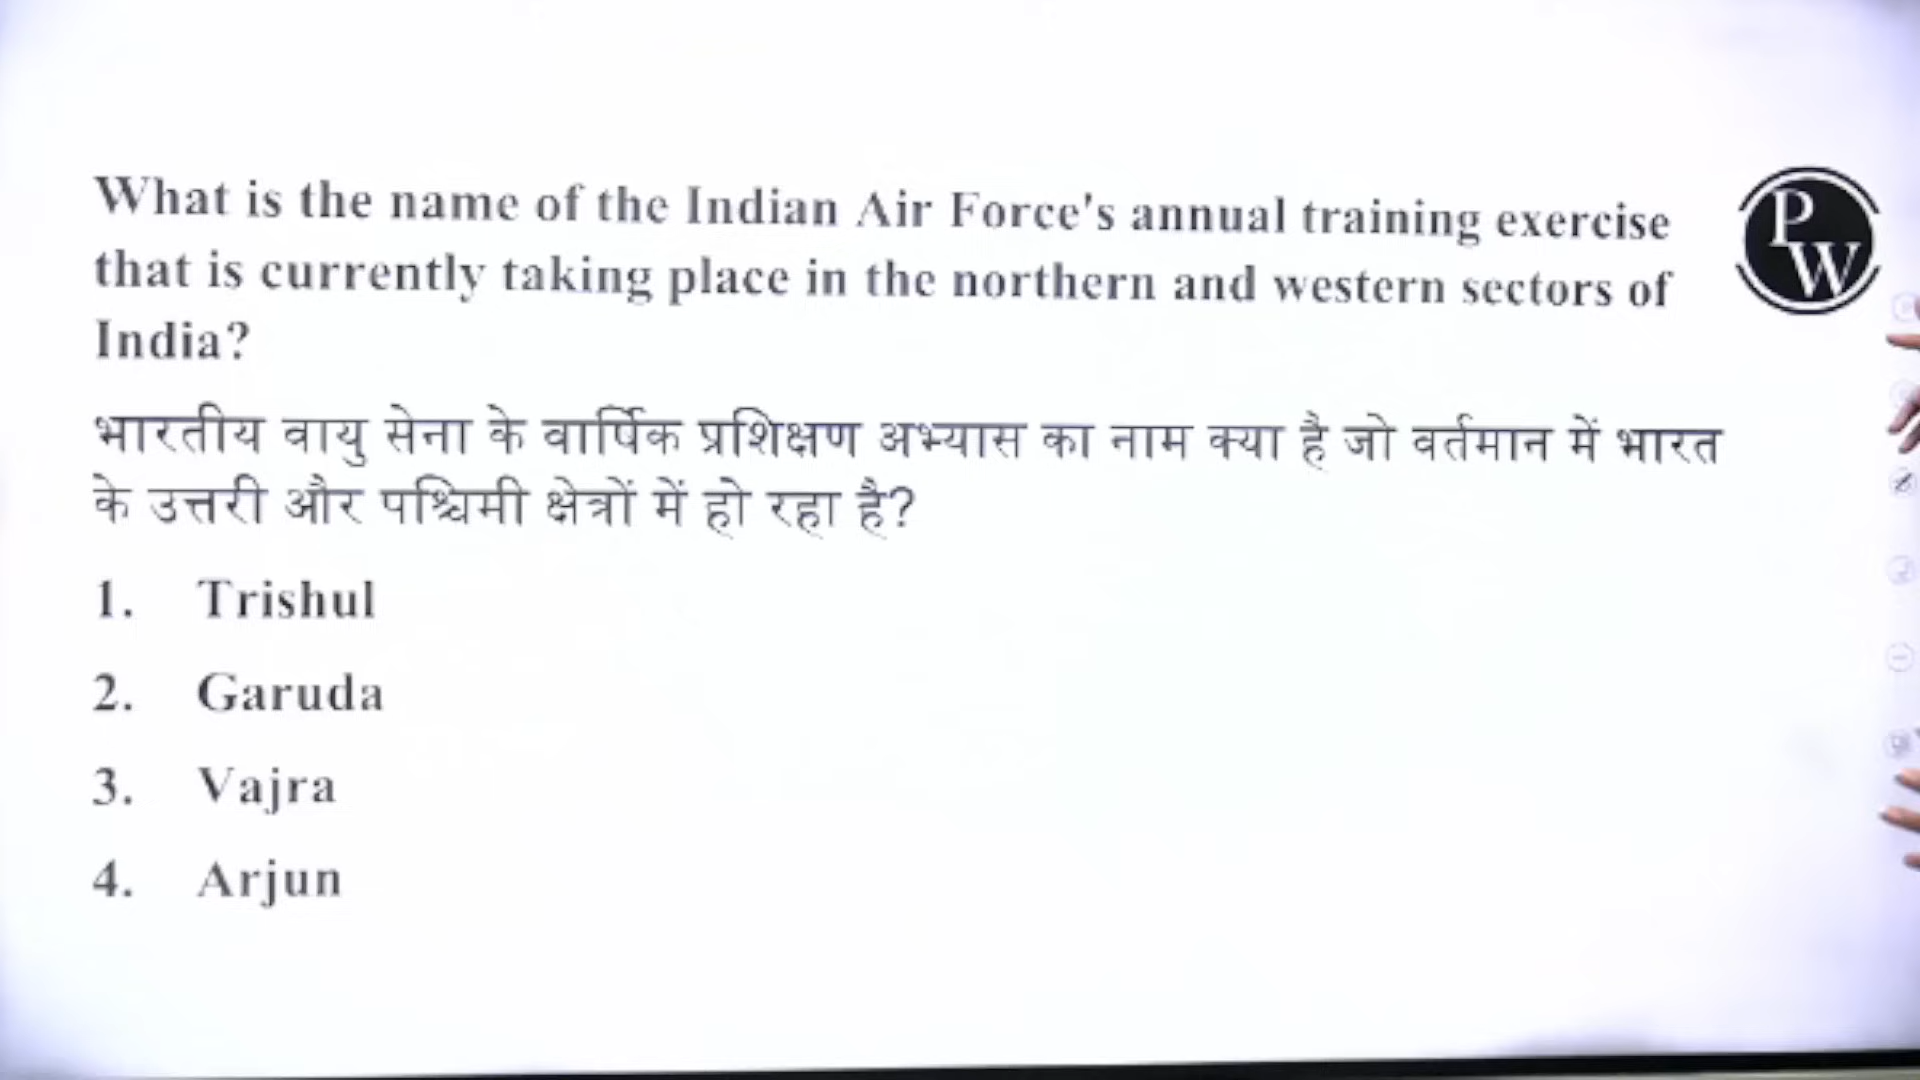 What is the name of the Indian Air Force's annual training exercise
that is currently taking place in the northern and western sectors of
India?
भारतीय वायु सेना के वार्षिक प्रशिक्षण अभ्यास का नाम क्या है जो वर्तमान में भारत
के उत्तरी और पश्चिमी क्षेत्रों में हो रहा है?
1. Trishul
2. Garuda
3. Vajra
4. Arjun
P
W